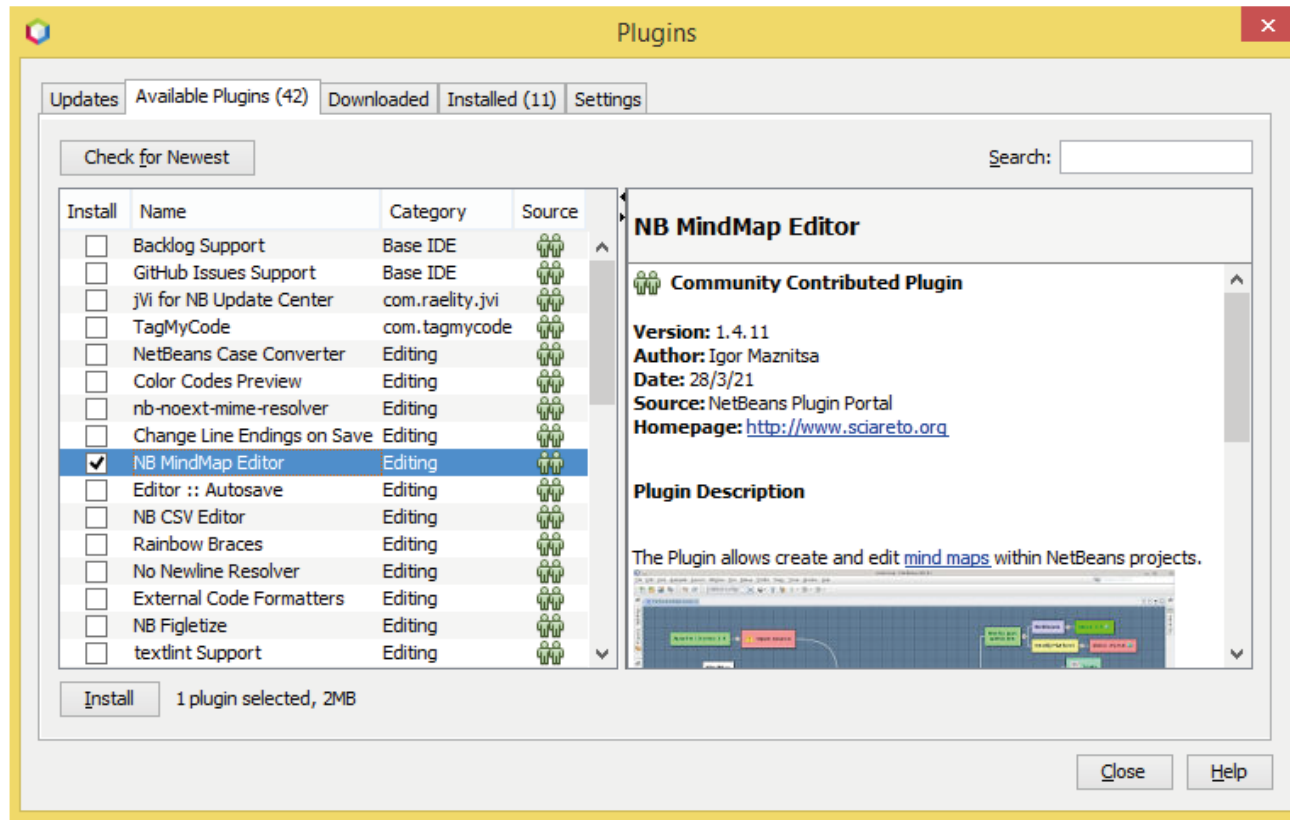 Plugins
Updates Available Plugins (42) Downloaded Installed (11) Settings
Check for Newest Search:
Install Name Category Source
Backlog Support Base IDE
GitHub Issues Support Base IDE
jVi for NB Update Center com.raelity.jvi
TagMyCode com.tagmycode
NetBeans Case Converter Editing
Color Codes Preview Editing
nb-noext-mime-resolver Editing
Change Line Endings on Save Editing
NB MindMap Editor Editing
Editor :: Autosave Editing
NB CSV Editor Editing
Rainbow Braces Editing
No Newline Resolver Editing
External Code Formatters Editing
NB Figletize Editing
textlint Support Editing
NB MindMap Editor
Community Contributed Plugin
Version: 1.4.11
Author: Igor Maznitsa
Date: 28/3/21
Source: NetBeans Plugin Portal
Homepage: http://www.sciareto.org
Plugin Description
The Plugin allows create and edit mind maps within NetBeans projects.
Install 1 plugin selected, 2MB
Close Help